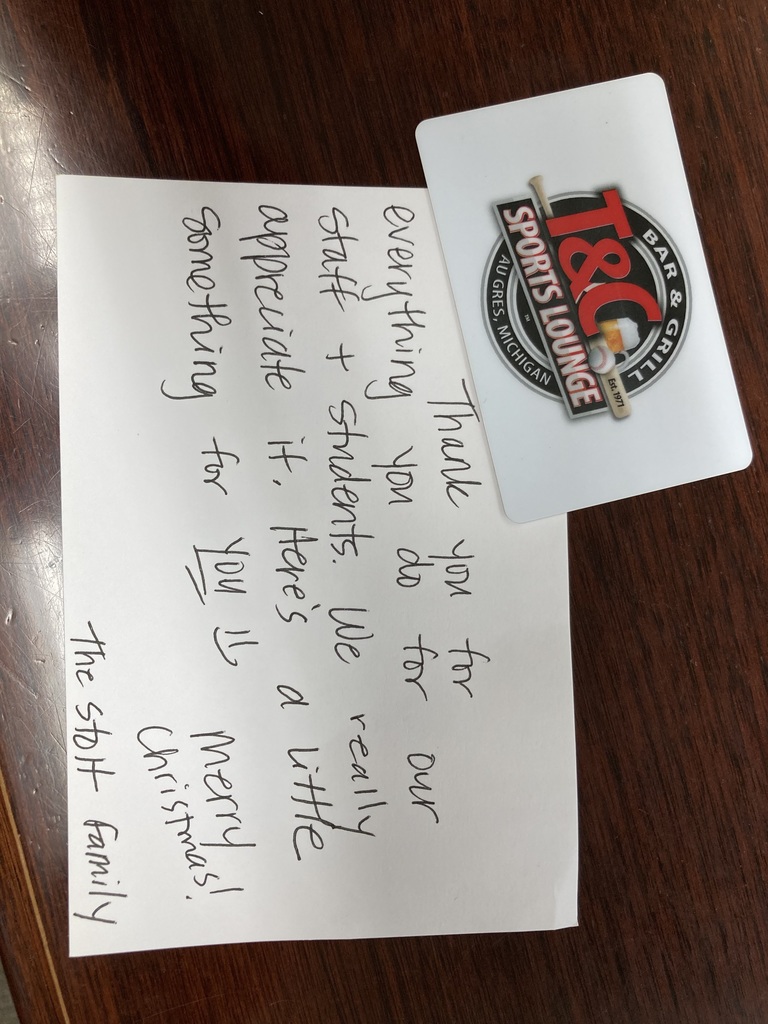 BAR & GRILL
T&C
SPORTS LOUNGE
Est. 1971
AU GRES, MICHIGAN
TM
Thank you for
everything you do for our
staff + students. We really
appreciate it. Here's a little
something for you :)
Merry
Christmas!
The Stott family